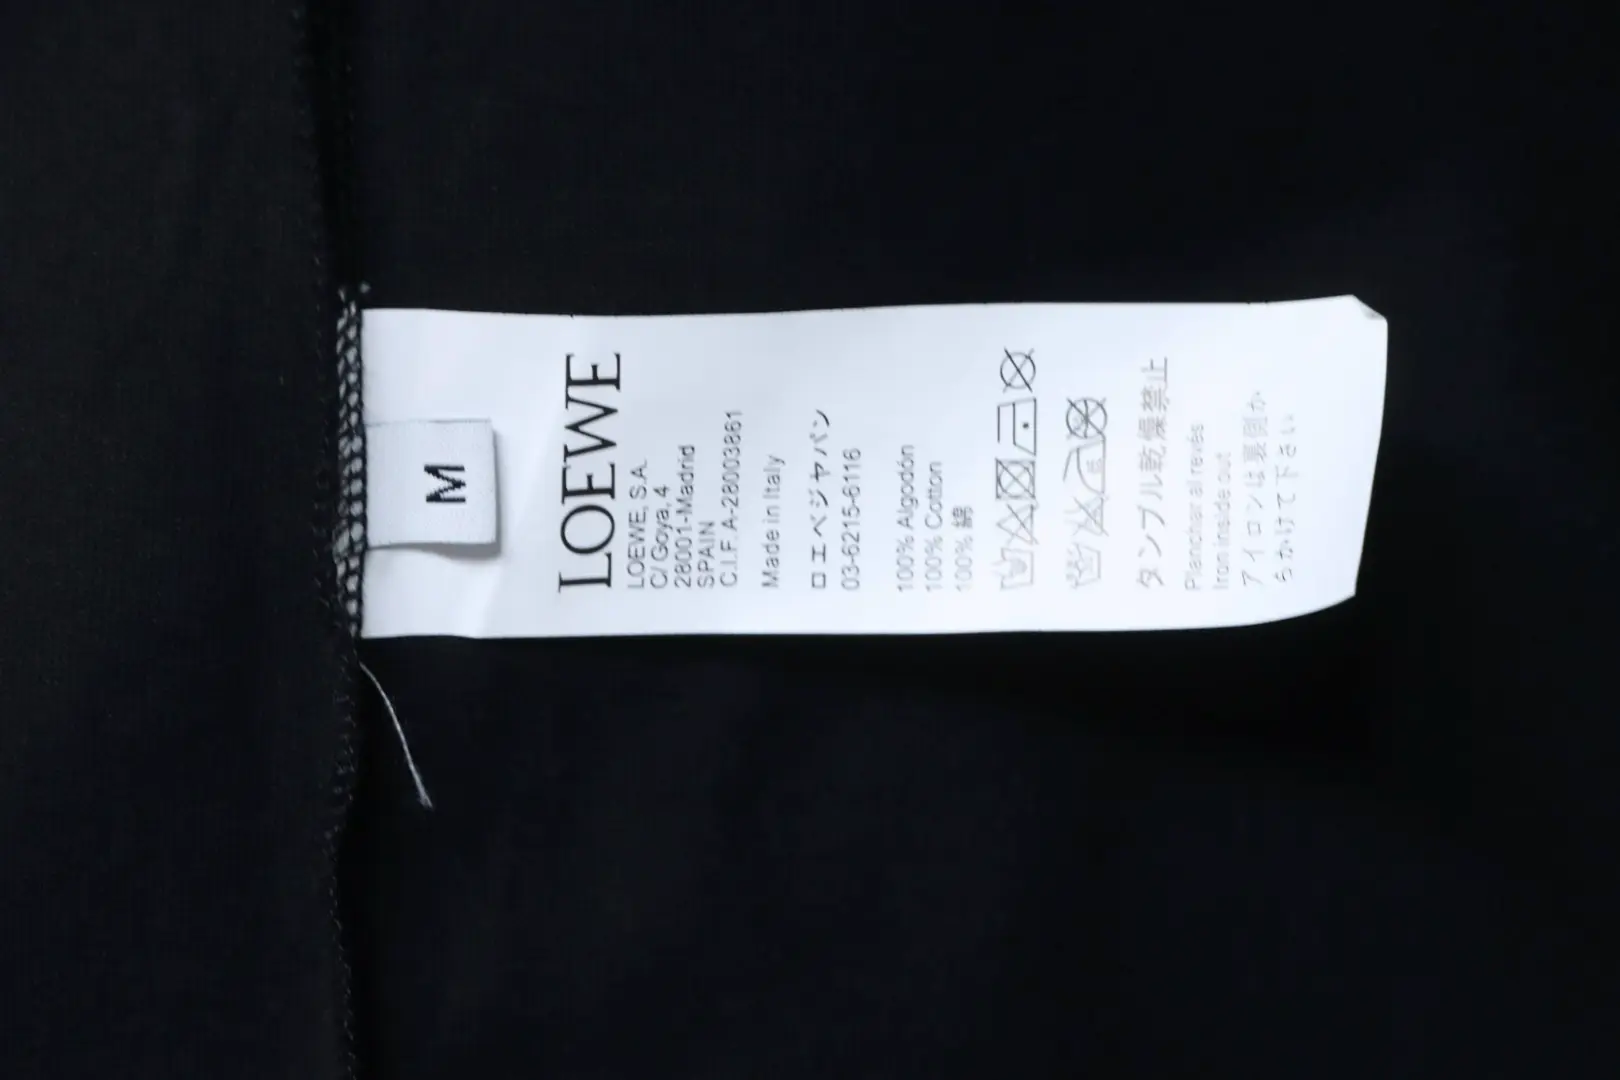 M
LOEWE
LOEWE, S.A.
C/ Goya, 4
28001-Madrid
SPAIN
C.I.F. A-28003861
Made in Italy
ロエベジャパン
03-6215-6116
100% Algodón
100% Cotton
100% 綿
タンブル乾燥禁止
Planchar al revés
Iron inside out
アイロンは裏側か
らかけて下さい